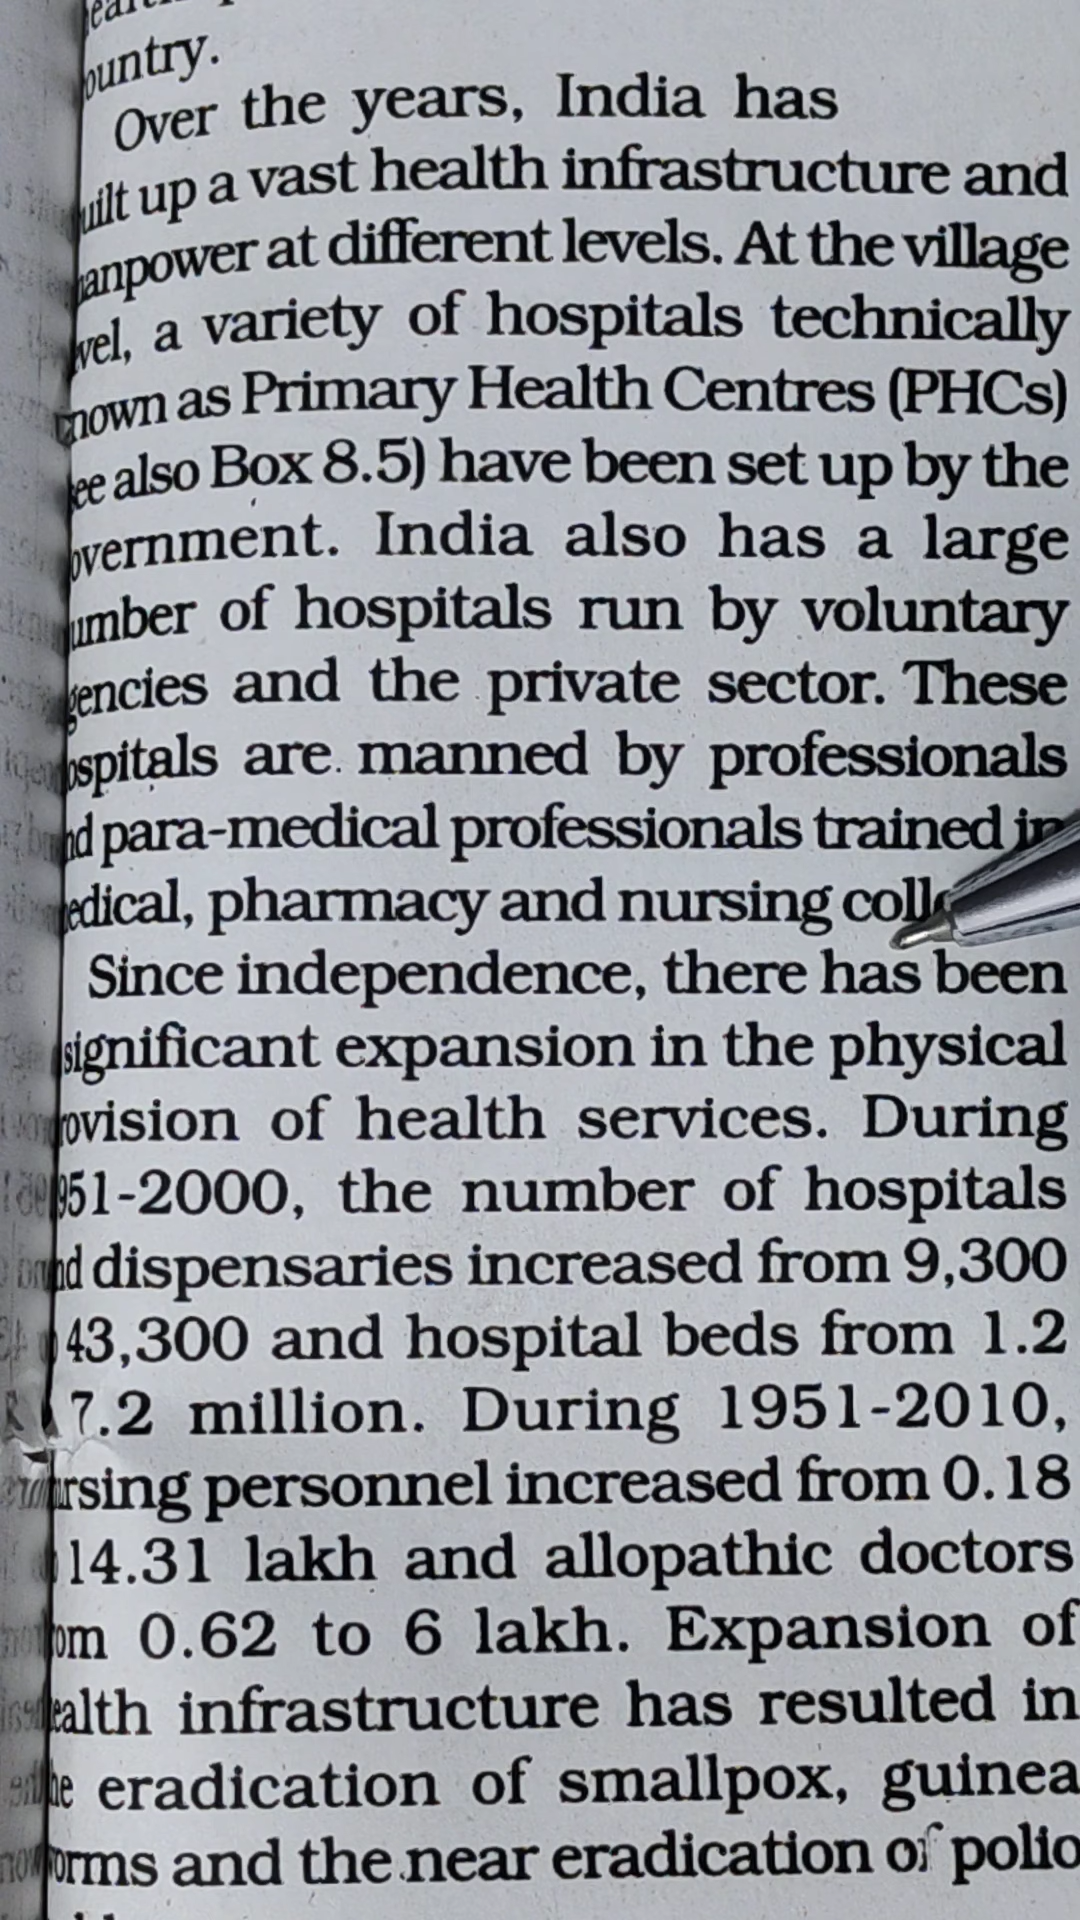 ountry.
Over the years, India has
uilt up a vast health infrastructure and
anpower at different levels. At the village
vel, a variety of hospitals technically
nown as Primary Health Centres (PHCs)
ee also Box 8.5) have been set up by the
overnment. India also has a large
umber of hospitals run by voluntary
gencies and the private sector. These
ospitals are manned by professionals
nd para-medical professionals trained in
edical, pharmacy and nursing coll
Since independence, there has been
significant expansion in the physical
rovision of health services. During
951-2000, the number of hospitals
nd dispensaries increased from 9,300
43,300 and hospital beds from 1.2
7.2 million. During 1951-2010,
ursing personnel increased from 0.18
14.31 lakh and allopathic doctors
om 0.62 to 6 lakh. Expansion of
ealth infrastructure has resulted in
he eradication of smallpox, guinea
orms and the near eradication of polio